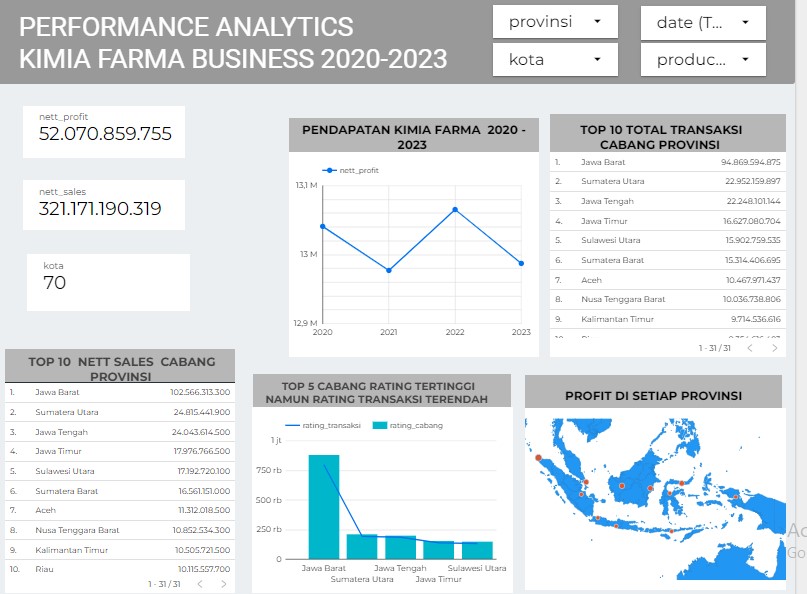 PERFORMANCE ANALYTICS
KIMIA FARMA BUSINESS 2020-2023
provinsi
date (T...
kota
produc...
nett_profit
52.070.859.755
nett_sales
321.171.190.319
kota
70
PENDAPATAN KIMIA FARMA 2020 -
2023
nett_profit
13,1 M
13 M
12,9 M
2020 2021 2022 2023
TOP 10 TOTAL TRANSAKSI
CABANG PROVINSI
1. Jawa Barat 94.869.594.875
2. Sumatera Utara 22.952.159.897
3. Jawa Tengah 22.248.101.144
4. Jawa Timur 16.627.080.704
5. Sulawesi Utara 15.902.759.535
6. Sumatera Barat 15.314.406.695
7. Aceh 10.467.971.437
8. Nusa Tenggara Barat 10.036.738.806
9. Kalimantan Timur 9.714.536.616
1 - 31 / 31
TOP 10 NETT SALES CABANG
PROVINSI
1. Jawa Barat 102.566.313.300
2. Sumatera Utara 24.815.441.900
3. Jawa Tengah 24.043.614.500
4. Jawa Timur 17.976.766.500
5. Sulawesi Utara 17.192.720.100
6. Sumatera Barat 16.561.151.000
7. Aceh 11.312.018.500
8. Nusa Tenggara Barat 10.852.534.300
9. Kalimantan Timur 10.505.721.500
10. Riau 10.115.557.700
1 - 31 / 31
TOP 5 CABANG RATING TERTINGGI
NAMUN RATING TRANSAKSI TERENDAH
rating_transaksi rating_cabang
1 jt
750 rb
500 rb
250 rb
0
Jawa Barat Jawa Tengah Sulawesi Utara
Sumatera Utara Jawa Timur
PROFIT DI SETIAP PROVINSI
Ac
Go